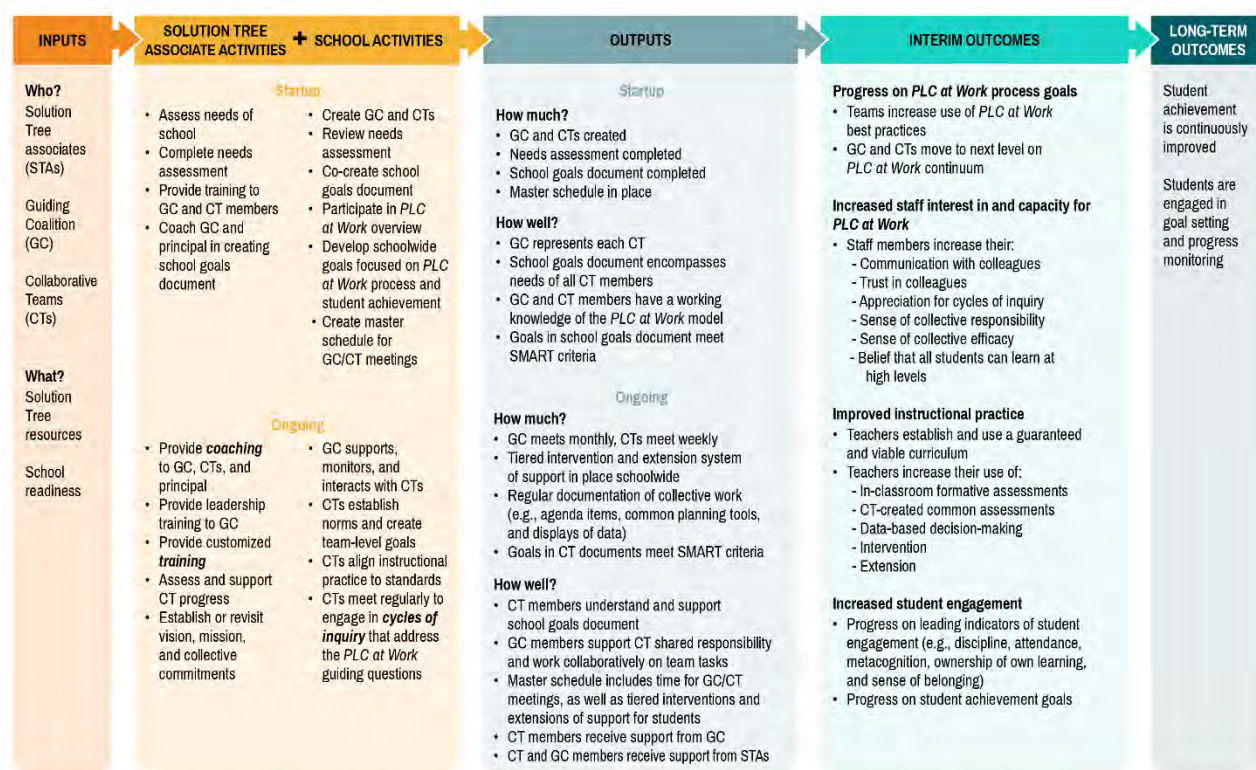 INPUTS
SOLUTION TREE
ASSOCIATE ACTIVITIES
+
SCHOOL ACTIVITIES
OUTPUTS
INTERIM OUTCOMES
LONG-TERM
OUTCOMES
Who?
Solution
Tree
associates
(STAs)
Guiding
Coalition
(GC)
Collaborative
Teams
(CTs)
What?
Solution
Tree
resources
School
readiness
Startup
• Assess needs of
school
• Complete needs
assessment
• Provide training to
GC and CT members
• Coach GC and
principal in creating
school goals
document
• Create GC and CTs
• Review needs
assessment
• Co-create school
goals document
• Participate in PLC
at Work overview
• Develop schoolwide
goals focused on PLC
at Work process and
student achievement
• Create master
schedule for
GC/CT meetings
Ongoing
• Provide coaching
to GC, CTs, and
principal
• Provide leadership
training to GC
• Provide customized
training
• Assess and support
CT progress
• Establish or revisit
vision, mission,
and collective
commitments
• GC supports,
monitors, and
interacts with CTs
• CTs establish
norms and create
team-level goals
• CTs align instructional
practice to standards
• CTs meet regularly to
engage in cycles of
inquiry that address
the PLC at Work
guiding questions
Startup
How much?
• GC and CTs created
• Needs assessment completed
• School goals document completed
• Master schedule in place
How well?
• GC represents each CT
• School goals document encompasses
needs of all CT members
• GC and CT members have a working
knowledge of the PLC at Work model
• Goals in school goals document meet
SMART criteria
Ongoing
How much?
• GC meets monthly, CTs meet weekly
• Tiered intervention and extension system
of support in place schoolwide
• Regular documentation of collective work
(e.g., agenda items, common planning tools,
and displays of data)
• Goals in CT documents meet SMART criteria
How well?
• CT members understand and support
school goals document
• GC members support CT shared responsibility
and work collaboratively on team tasks
• Master schedule includes time for GC/CT
meetings, as well as tiered interventions and
extensions of support for students
• CT members receive support from GC
• CT and GC members receive support from STAs
Progress on PLC at Work process goals
• Teams increase use of PLC at Work
best practices
• GC and CTs move to next level on
PLC at Work continuum
Increased staff interest in and capacity for
PLC at Work
• Staff members increase their:
- Communication with colleagues
- Trust in colleagues
- Appreciation for cycles of inquiry
- Sense of collective responsibility
- Sense of collective efficacy
- Belief that all students can learn at
high levels
Improved instructional practice
• Teachers establish and use a guaranteed
and viable curriculum
• Teachers increase their use of:
- In-classroom formative assessments
- CT-created common assessments
- Data-based decision-making
- Intervention
- Extension
Increased student engagement
• Progress on leading indicators of student
engagement (e.g., discipline, attendance,
metacognition, ownership of own learning,
and sense of belonging)
• Progress on student achievement goals
Student
achievement
is continuously
improved
Students are
engaged in
goal setting
and progress
monitoring